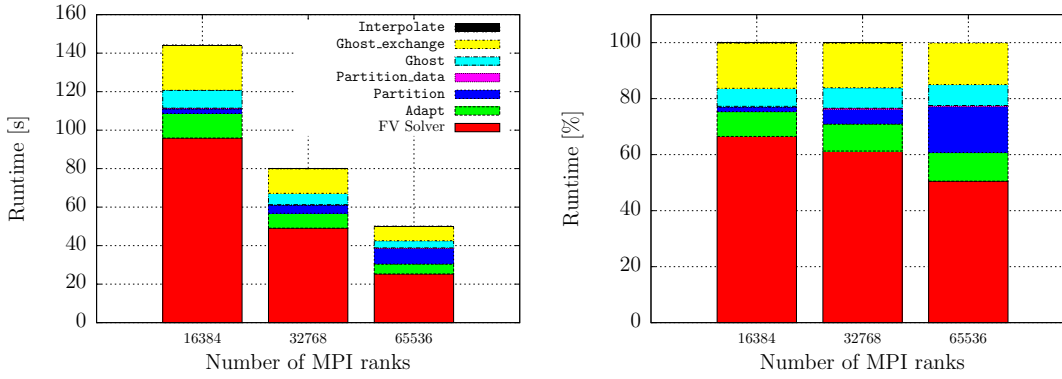 160
140
120
100
80
60
40
20
0
Runtime [s]
Interpolate
Ghost_exchange
Ghost
Partition_data
Partition
Adapt
FV Solver
16384 32768 65536
Number of MPI ranks
100
80
60
40
20
0
Runtime [%]
16384 32768 65536
Number of MPI ranks